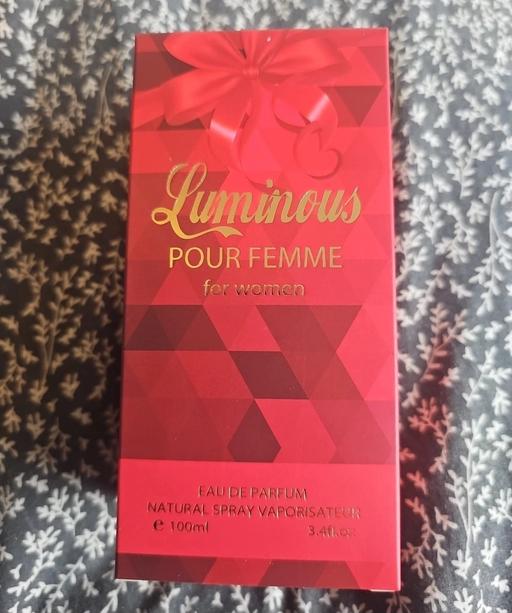 Luminous
POUR FEMME
for women
EAU DE PARFUM
NATURAL SPRAY VAPORISATEUR
e 100ml 3.4fl.oz